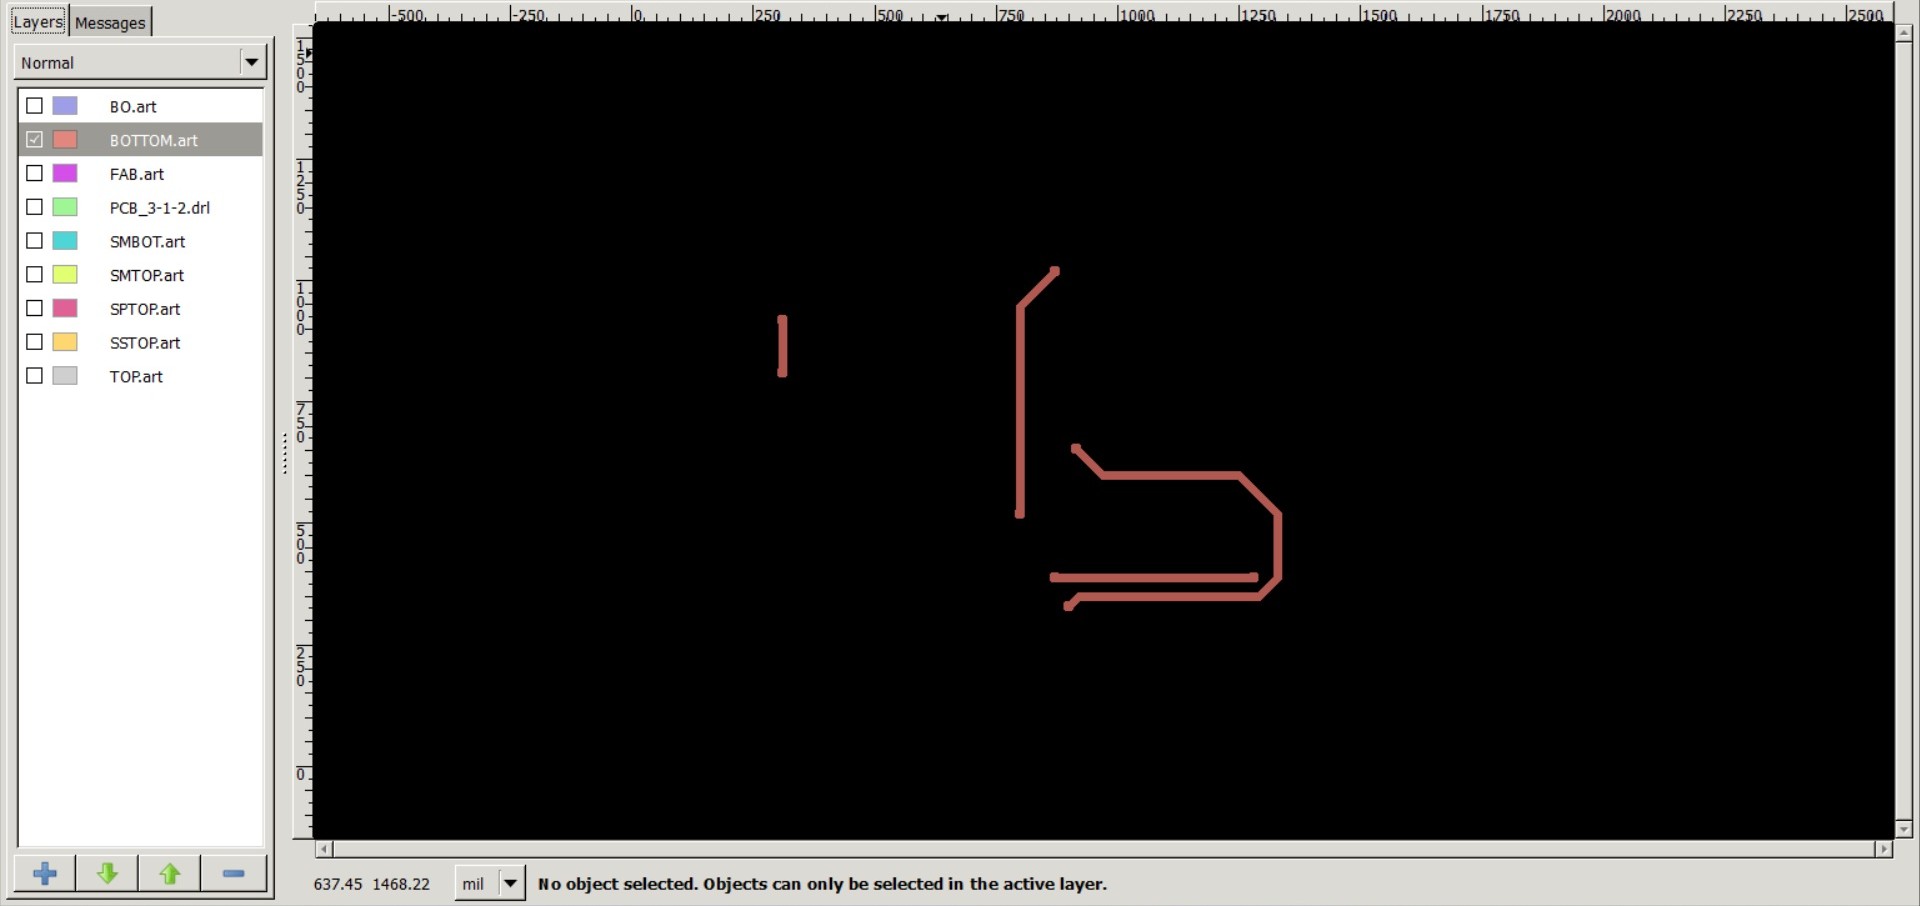 Layers Messages
Normal
BO.art
BOTTOM.art
FAB.art
PCB_3-1-2.drl
SMBOT.art
SMTOP.art
SPTOP.art
SSTOP.art
TOP.art
-500 -250 0 250 500 750 1000 1250 1500 1750 2000 2250 2500
1500
1250
1000
750
500
250
0
637.45 1468.22 mil No object selected. Objects can only be selected in the active layer.